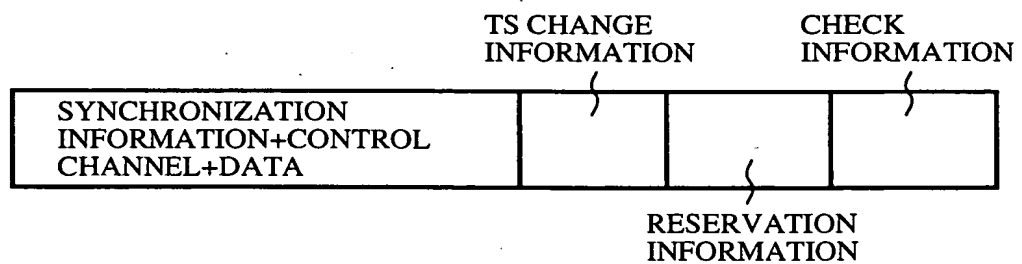 TS CHANGE
INFORMATION
CHECK
INFORMATION
SYNCHRONIZATION
INFORMATION+CONTROL
CHANNEL+DATA
RESERVATION
INFORMATION